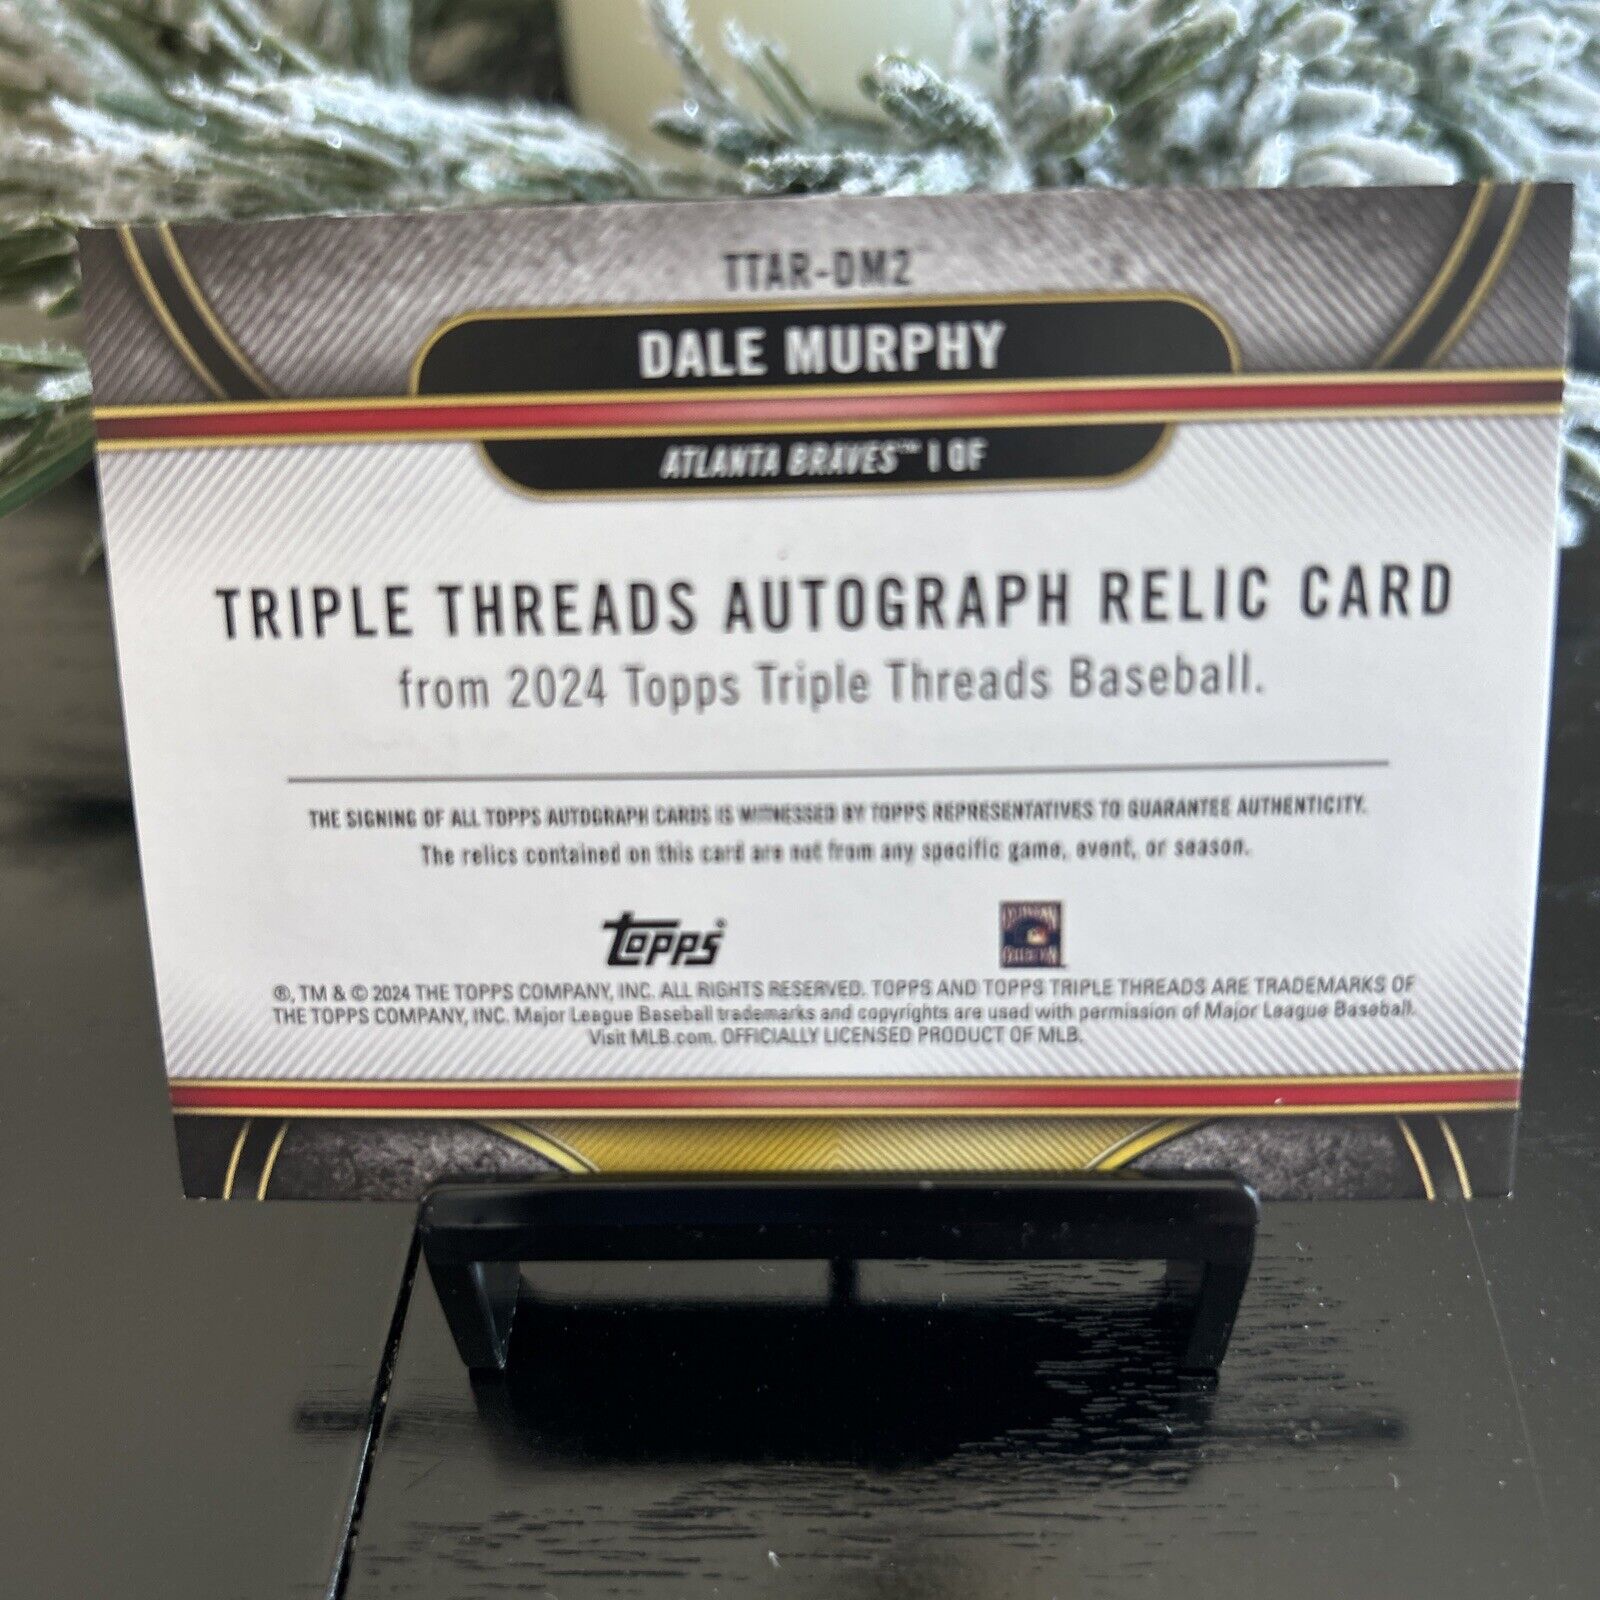 TTAR-DM2
DALE MURPHY
ATLANTA BRAVES™ | OF
TRIPLE THREADS AUTOGRAPH RELIC CARD
from 2024 Topps Triple Threads Baseball.
THE SIGNING OF ALL TOPPS AUTOGRAPH CARDS IS WITNESSED BY TOPPS REPRESENTATIVES TO GUARANTEE AUTHENTICITY.
The relics contained on this card are not from any specific game, event, or season.
topps®
®, TM & © 2024 THE TOPPS COMPANY, INC. ALL RIGHTS RESERVED. TOPPS AND TOPPS TRIPLE THREADS ARE TRADEMARKS OF
THE TOPPS COMPANY, INC. Major League Baseball trademarks and copyrights are used with permission of Major League Baseball.
Visit MLB.com. OFFICIALLY LICENSED PRODUCT OF MLB.